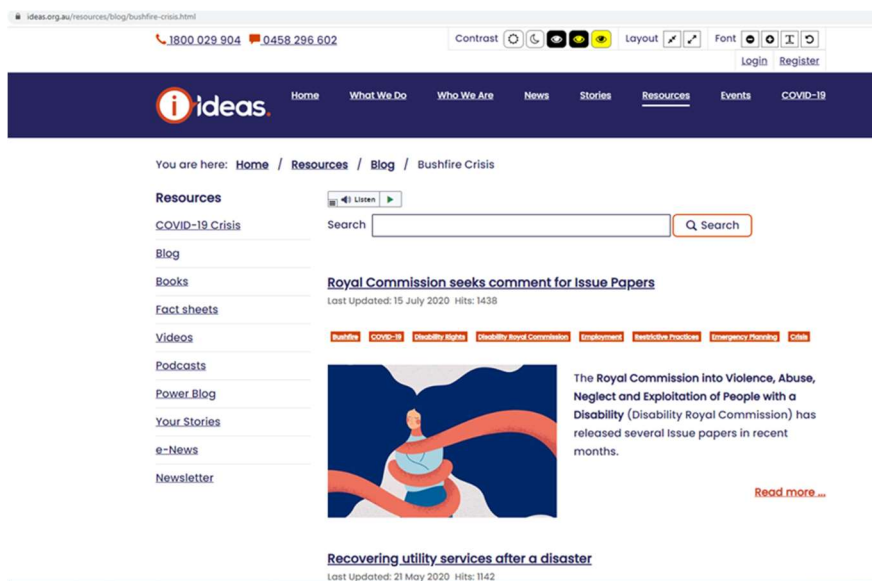 ideas.org.au/resources/blog/bushfire-crisis.html
1800 029 904 0458 296 602 Contrast Layout Font
Login Register
i ideas. Home What We Do Who We Are News Stories Resources Events COVID-19
You are here: Home / Resources / Blog / Bushfire Crisis
Resources
COVID-19 Crisis
Blog
Books
Fact sheets
Videos
Podcasts
Power Blog
Your Stories
e-News
Newsletter
Listen
Search Search
Royal Commission seeks comment for Issue Papers
Last Updated: 15 July 2020 Hits: 1438
Bushfire COVID-19 Disability Rights Disability Royal Commission Employment Restrictive Practices Emergency Planning Crisis
The Royal Commission into Violence, Abuse,
Neglect and Exploitation of People with a
Disability (Disability Royal Commission) has
released several Issue papers in recent
months.
Read more ...
Recovering utility services after a disaster
Last Updated: 21 May 2020 Hits: 1142